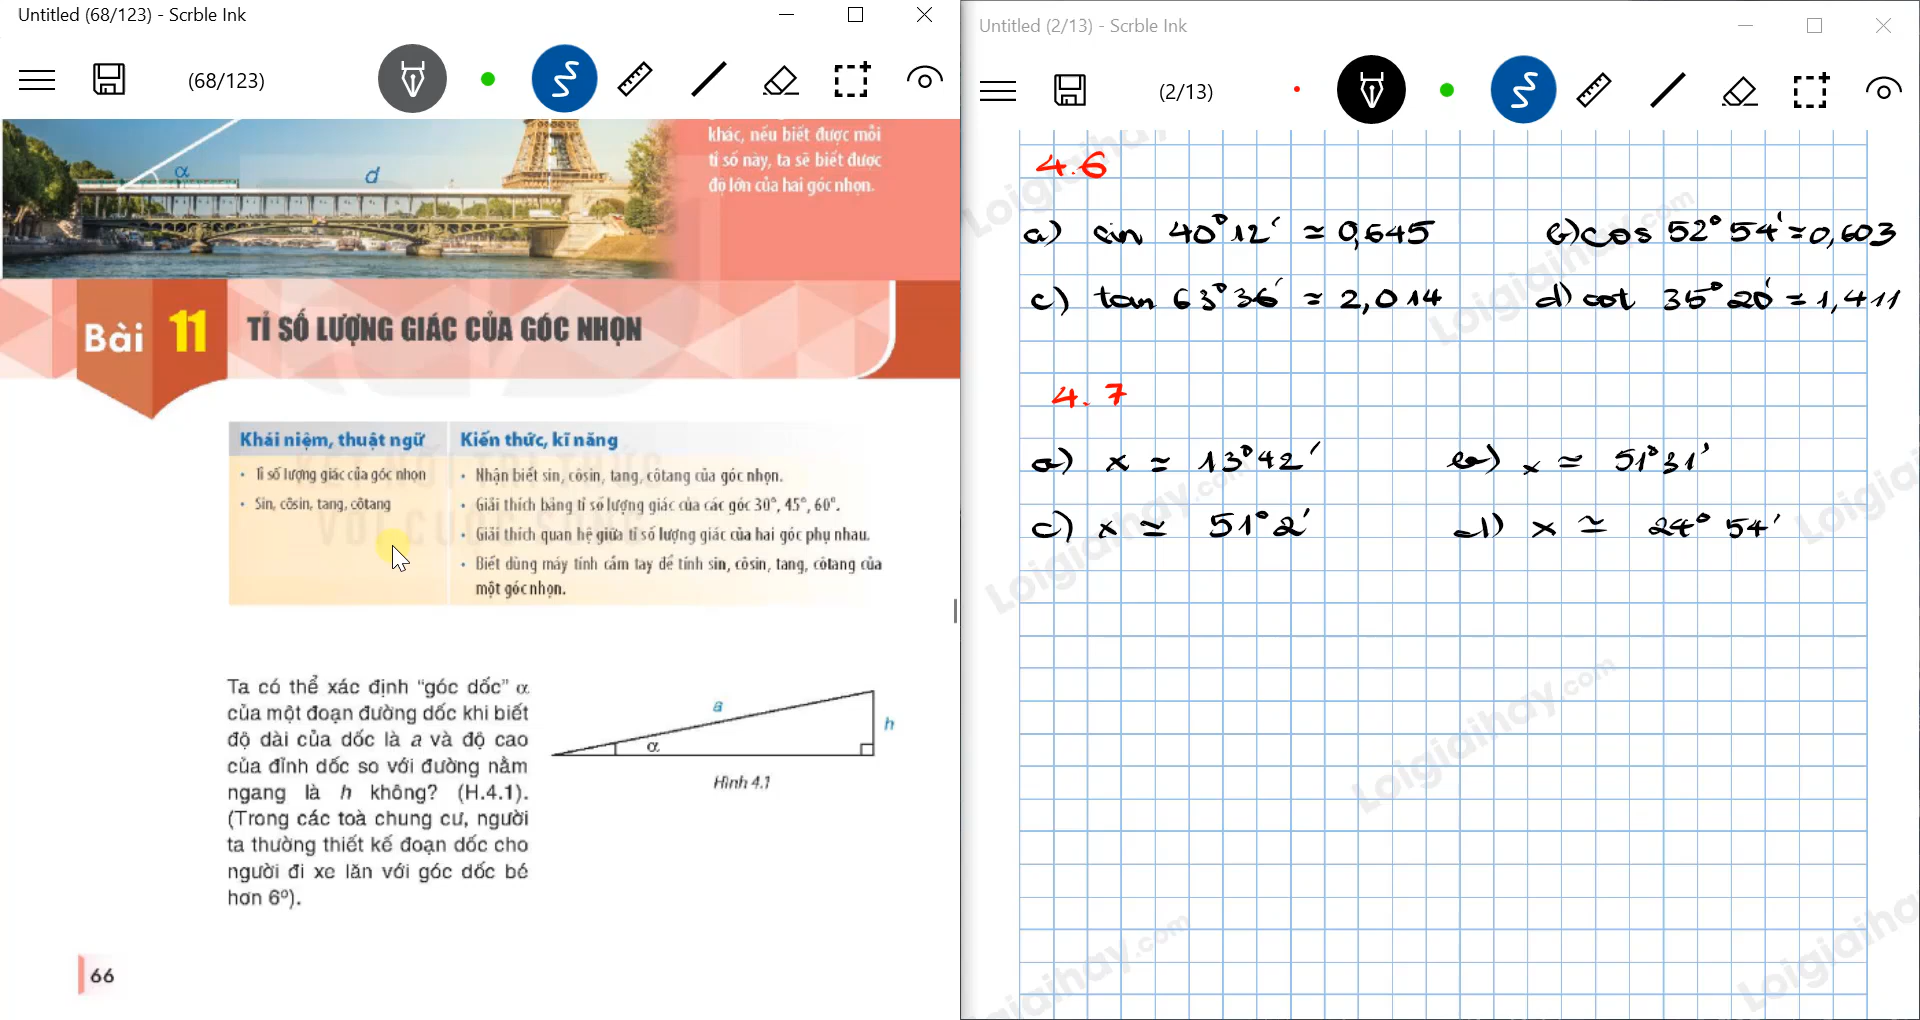 Untitled (68/123) - Scrble Ink
(68/123)
α
d
khác, nếu biết được mỗi
tỉ số này, ta sẽ biết được
độ lớn của hai góc nhọn.
Bài 11 TỈ SỐ LƯỢNG GIÁC CỦA GÓC NHỌN
Khái niệm, thuật ngữ
• Tỉ số lượng giác của góc nhọn
• Sin, côsin, tang, côtang
Kiến thức, kĩ năng
• Nhận biết sin, côsin, tang, côtang của góc nhọn.
• Giải thích bảng tỉ số lượng giác của các góc 30°, 45°, 60°.
• Giải thích quan hệ giữa tỉ số lượng giác của hai góc phụ nhau.
• Biết dùng máy tính cầm tay để tính sin, côsin, tang, côtang của
một góc nhọn.
Ta có thể xác định “góc dốc” α
của một đoạn đường dốc khi biết
độ dài của dốc là a và độ cao
của đỉnh dốc so với đường nằm
ngang là h không? (H.4.1).
(Trong các toà chung cư, người
ta thường thiết kế đoạn dốc cho
người đi xe lăn với góc dốc bé
hơn 6°).
a
h
α
Hình 4.1
66
Untitled (2/13) - Scrble Ink
(2/13)
4.6
a) sin 40°12' ≃ 0,645 b) cos 52°54' ≃ 0,603
c) tan 63°36' ≃ 2,014 d) cot 35°20' ≃ 1,411
4.7
a) x ≃ 13°42' b) x ≃ 51°31'
c) x ≃ 51°2' d) x ≃ 24°54'
Loigiaihay.com
Loigiaihay.com
Loigiaihay.com
Loigiaihay.com